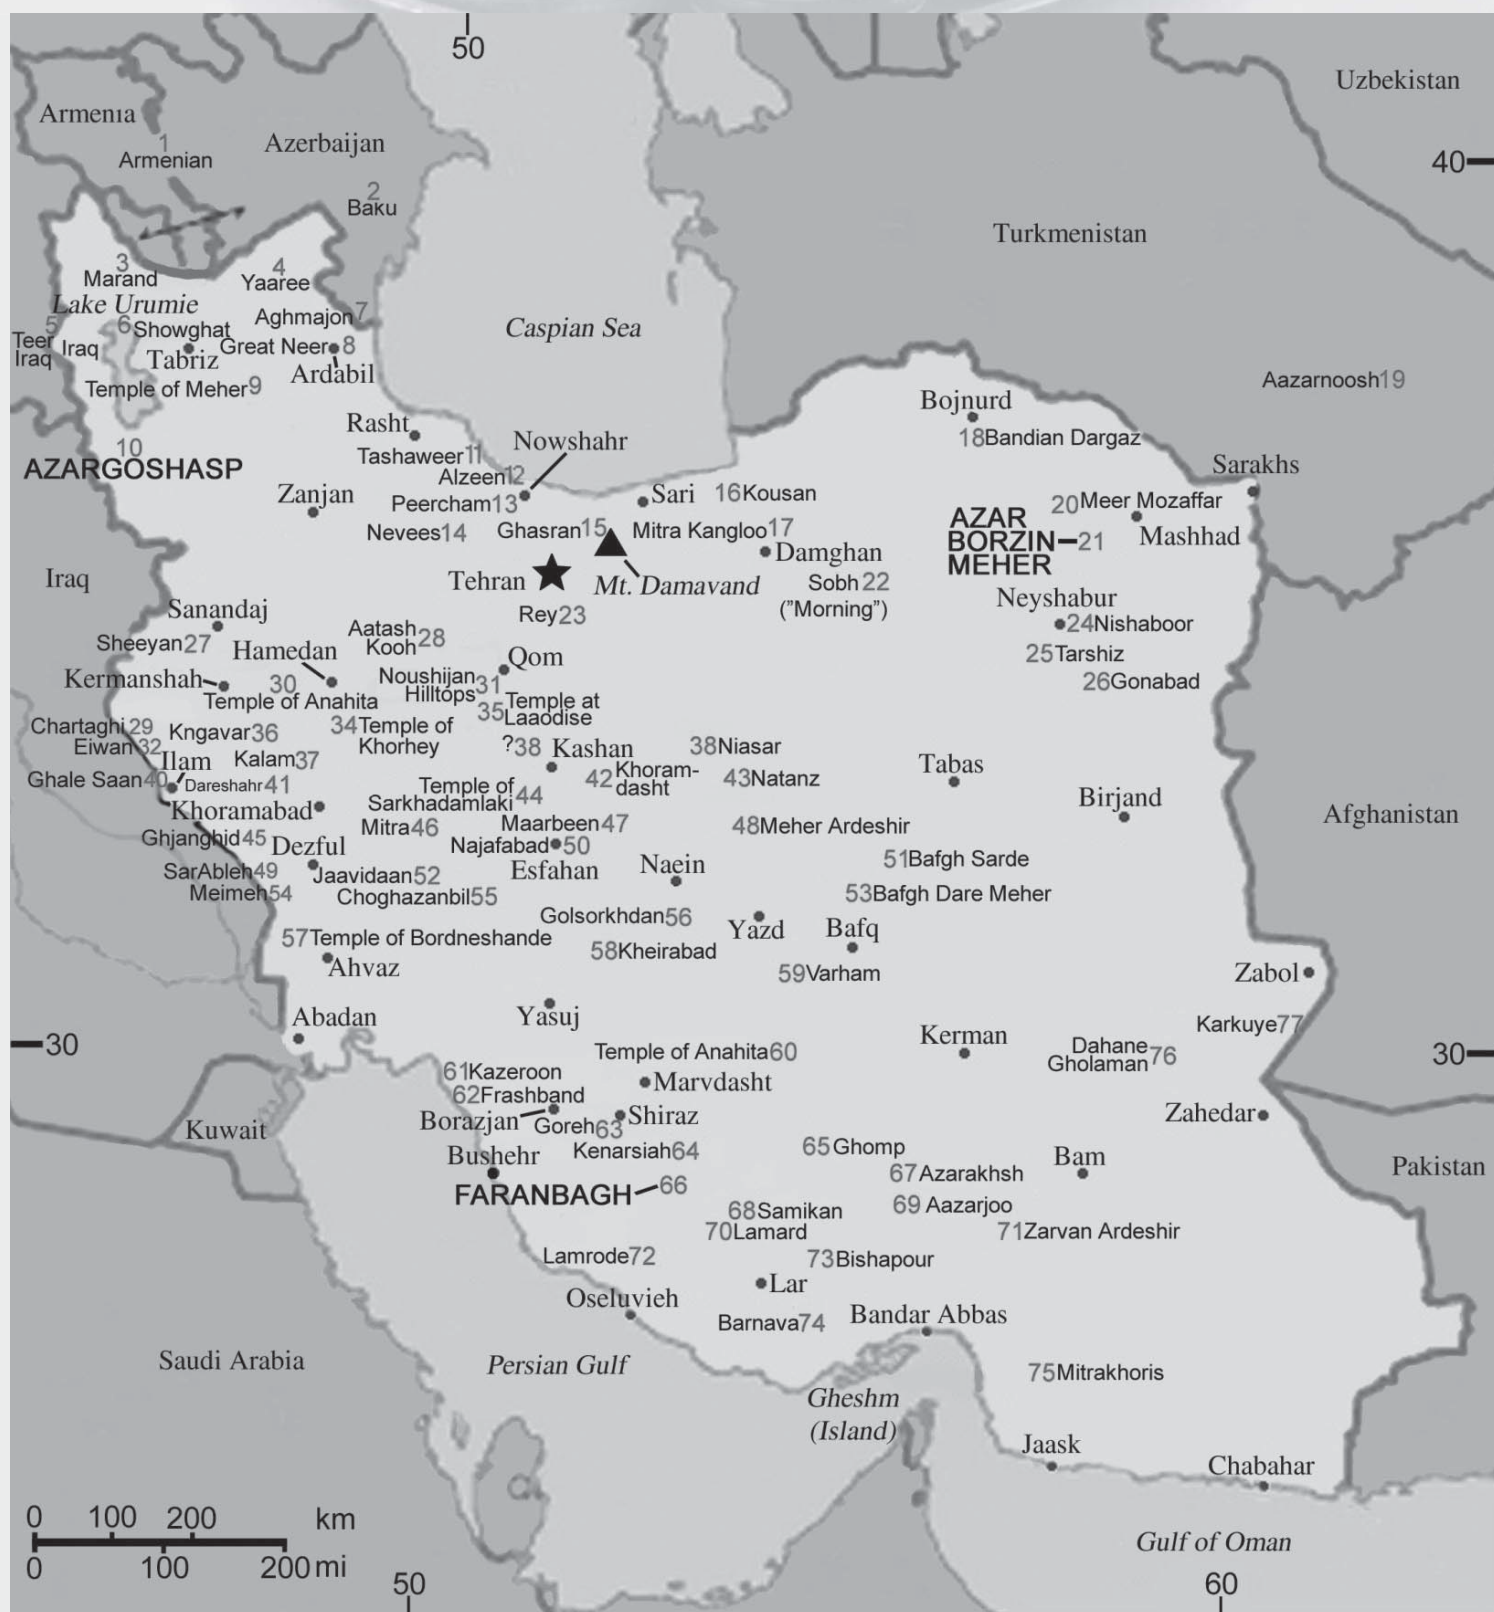 50
Uzbekistan
Armenia
1
Armenian
Azerbaijan
40
2
Baku
Turkmenistan
3
Marand
4
Yaaree
Lake Urumie
Aghmajon 7
Caspian Sea
5
Teer
Iraq
Iraq
6 Showghat
Tabriz
Great Neer 8
Ardabil
Temple of Meher 9
Aazarnoosh 19
Bojnurd
18 Bandian Dargaz
Rasht
Tashaweer 11
Nowshahr
Alzeen 12
10
AZARGOSHASP
Sarakhs
Zanjan
Peercham 13
Sari
16 Kousan
20 Meer Mozaffar
Nevees 14
Ghasran 15
Mitra Kangloo 17
AZAR
BORZIN 21
MEHER
Mashhad
Damghan
Iraq
Tehran
Mt. Damavand
Sobh 22
("Morning")
Neyshabur
Sanandaj
Rey 23
24 Nishaboor
Sheeyan 27
Aatash
Kooh 28
Hamedan
25 Tarshiz
Qom
Kermanshah
30
Temple of Anahita
Noushijan
Hilltops 31
26 Gonabad
35 Temple at
Laaodise
Chartaghi 29
Kngavar 36
34 Temple of
Khorhey
Eiwan 32
? 38
Kashan
38 Niasar
Ilam
Kalam 37
Tabas
Ghale Saan 40
Dareshahr 41
42 Khoram-
dasht
43 Natanz
Temple of
Sarkhadamlaki 44
Birjand
Khoramabad
Afghanistan
Mitra 46
Maarbeen 47
48 Meher Ardeshir
Ghjanghid 45
Dezful
Najafabad 50
Esfahan
Naein
51 Bafgh Sarde
SarAbleh 49
Jaavidaan 52
Meimeh 54
Choghazanbil 55
53 Bafgh Dare Meher
Golsorkhdan 56
Yazd
Bafq
57 Temple of Bordneshande
58 Kheirabad
Ahvaz
59 Varham
Zabol
Abadan
Yasuj
Karkuye 77
30
Kerman
Temple of Anahita 60
Dahane
Gholaman 76
30
61 Kazeroon
Marvdasht
62 Frashband
Borazjan
Goreh 63
Shiraz
Zahedar
Kuwait
Kenarsiah 64
65 Ghomp
Bushehr
Bam
Pakistan
67 Azarakhsh
FARANBAGH 66
68 Samikan
69 Aazarjoo
70 Lamard
71 Zarvan Ardeshir
Lamrode 72
73 Bishapour
Lar
Oseluvieh
Barnava 74
Bandar Abbas
Saudi Arabia
Persian Gulf
75 Mitrakhoris
Gheshm
(Island)
Jaask
Chabahar
0 100 200 km
Gulf of Oman
0 100 200 mi
50
60